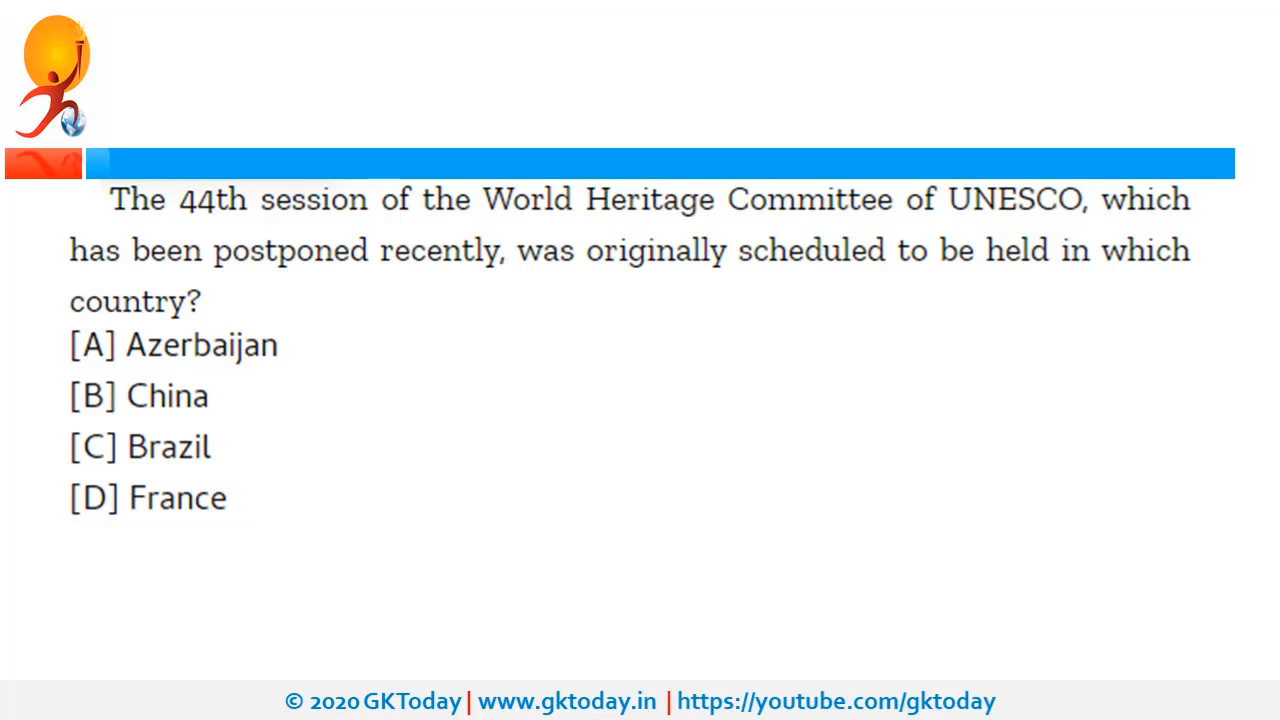 The 44th session of the World Heritage Committee of UNESCO, which
has been postponed recently, was originally scheduled to be held in which
country?
[A] Azerbaijan
[B] China
[C] Brazil
[D] France
© 2020 GKToday | www.gktoday.in | https://youtube.com/gktoday